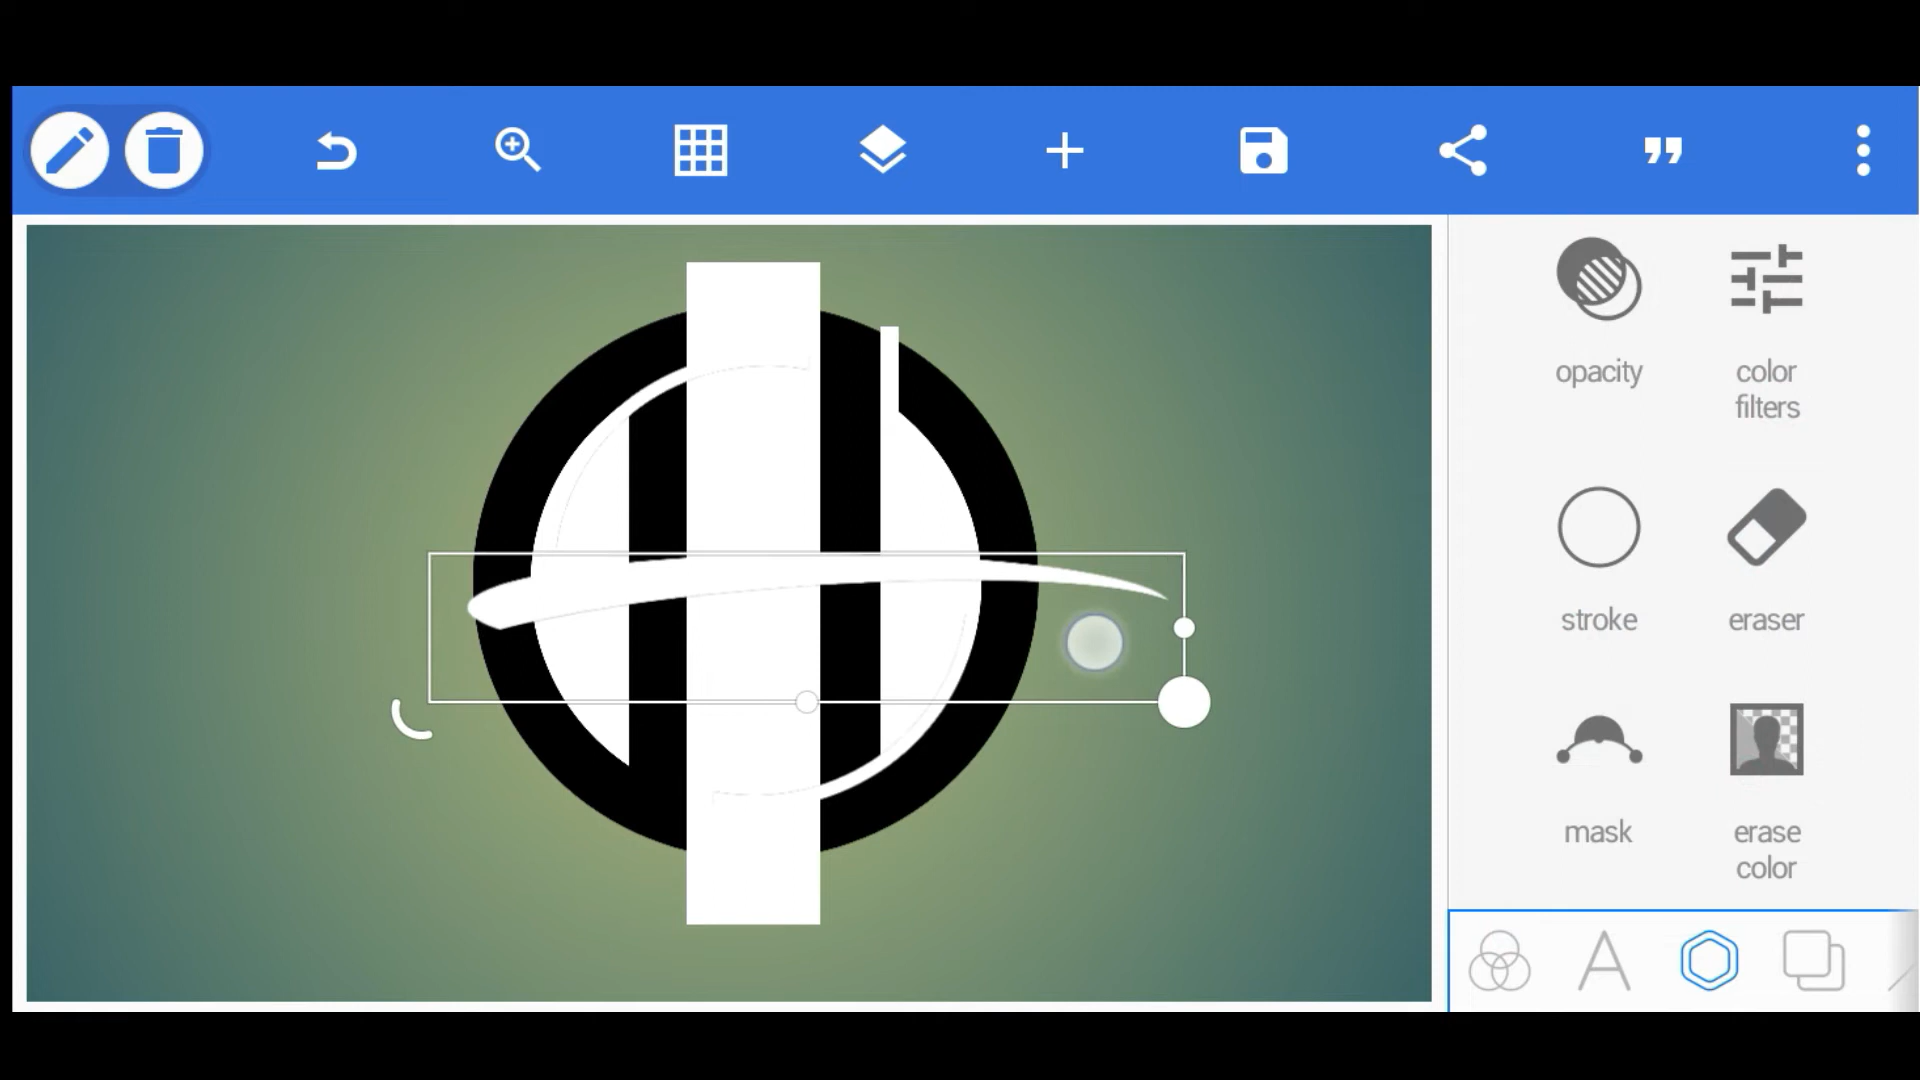 opacity
color
filters
stroke
eraser
mask
erase
color